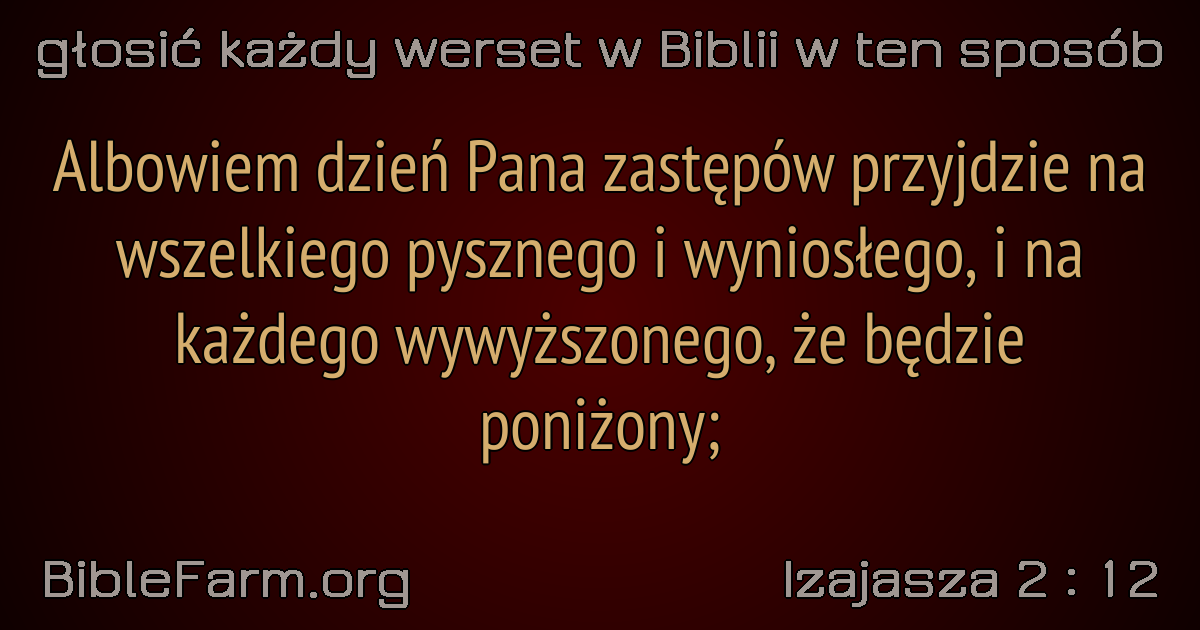 głosić każdy werset w Biblii w ten sposób
Albowiem dzień Pana zastępów przyjdzie na
wszelkiego pysznego i wyniosłego, i na
każdego wywyższonego, że będzie
poniżony;
BibleFarm.org
Izajasza 2 : 12